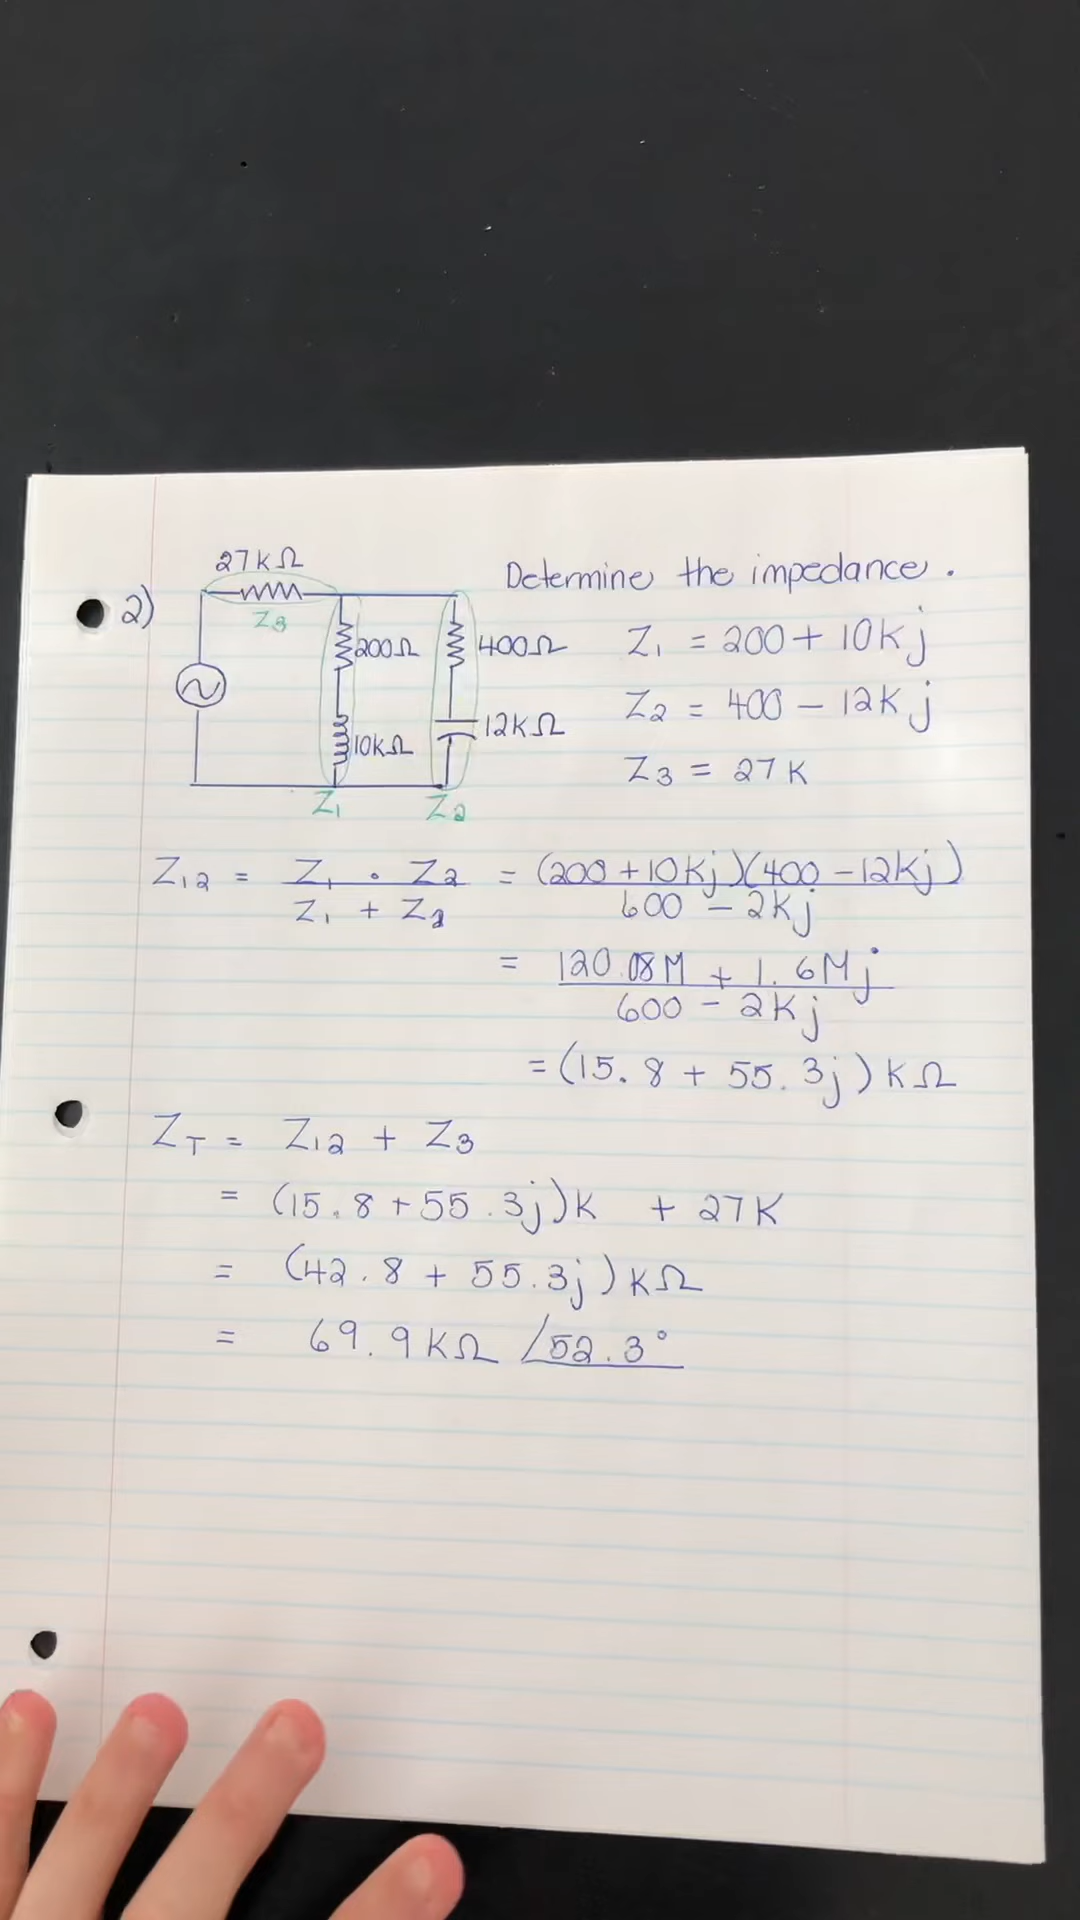 2)
27KΩ
Z3
200Ω
10KΩ
Z1
400Ω
12KΩ
Z2
Determine the impedance.
Z1 = 200 + 10Kj
Z2 = 400 - 12Kj
Z3 = 27K
Z12 = Z1 · Z2 / Z1 + Z2 = (200 + 10Kj)(400 - 12Kj) / 600 - 2Kj
= 120.08M + 1.6Mj / 600 - 2Kj
= (15.8 + 55.3j) KΩ
ZT = Z12 + Z3
= (15.8 + 55.3j)K + 27K
= (42.8 + 55.3j) KΩ
= 69.9KΩ ∠52.3°